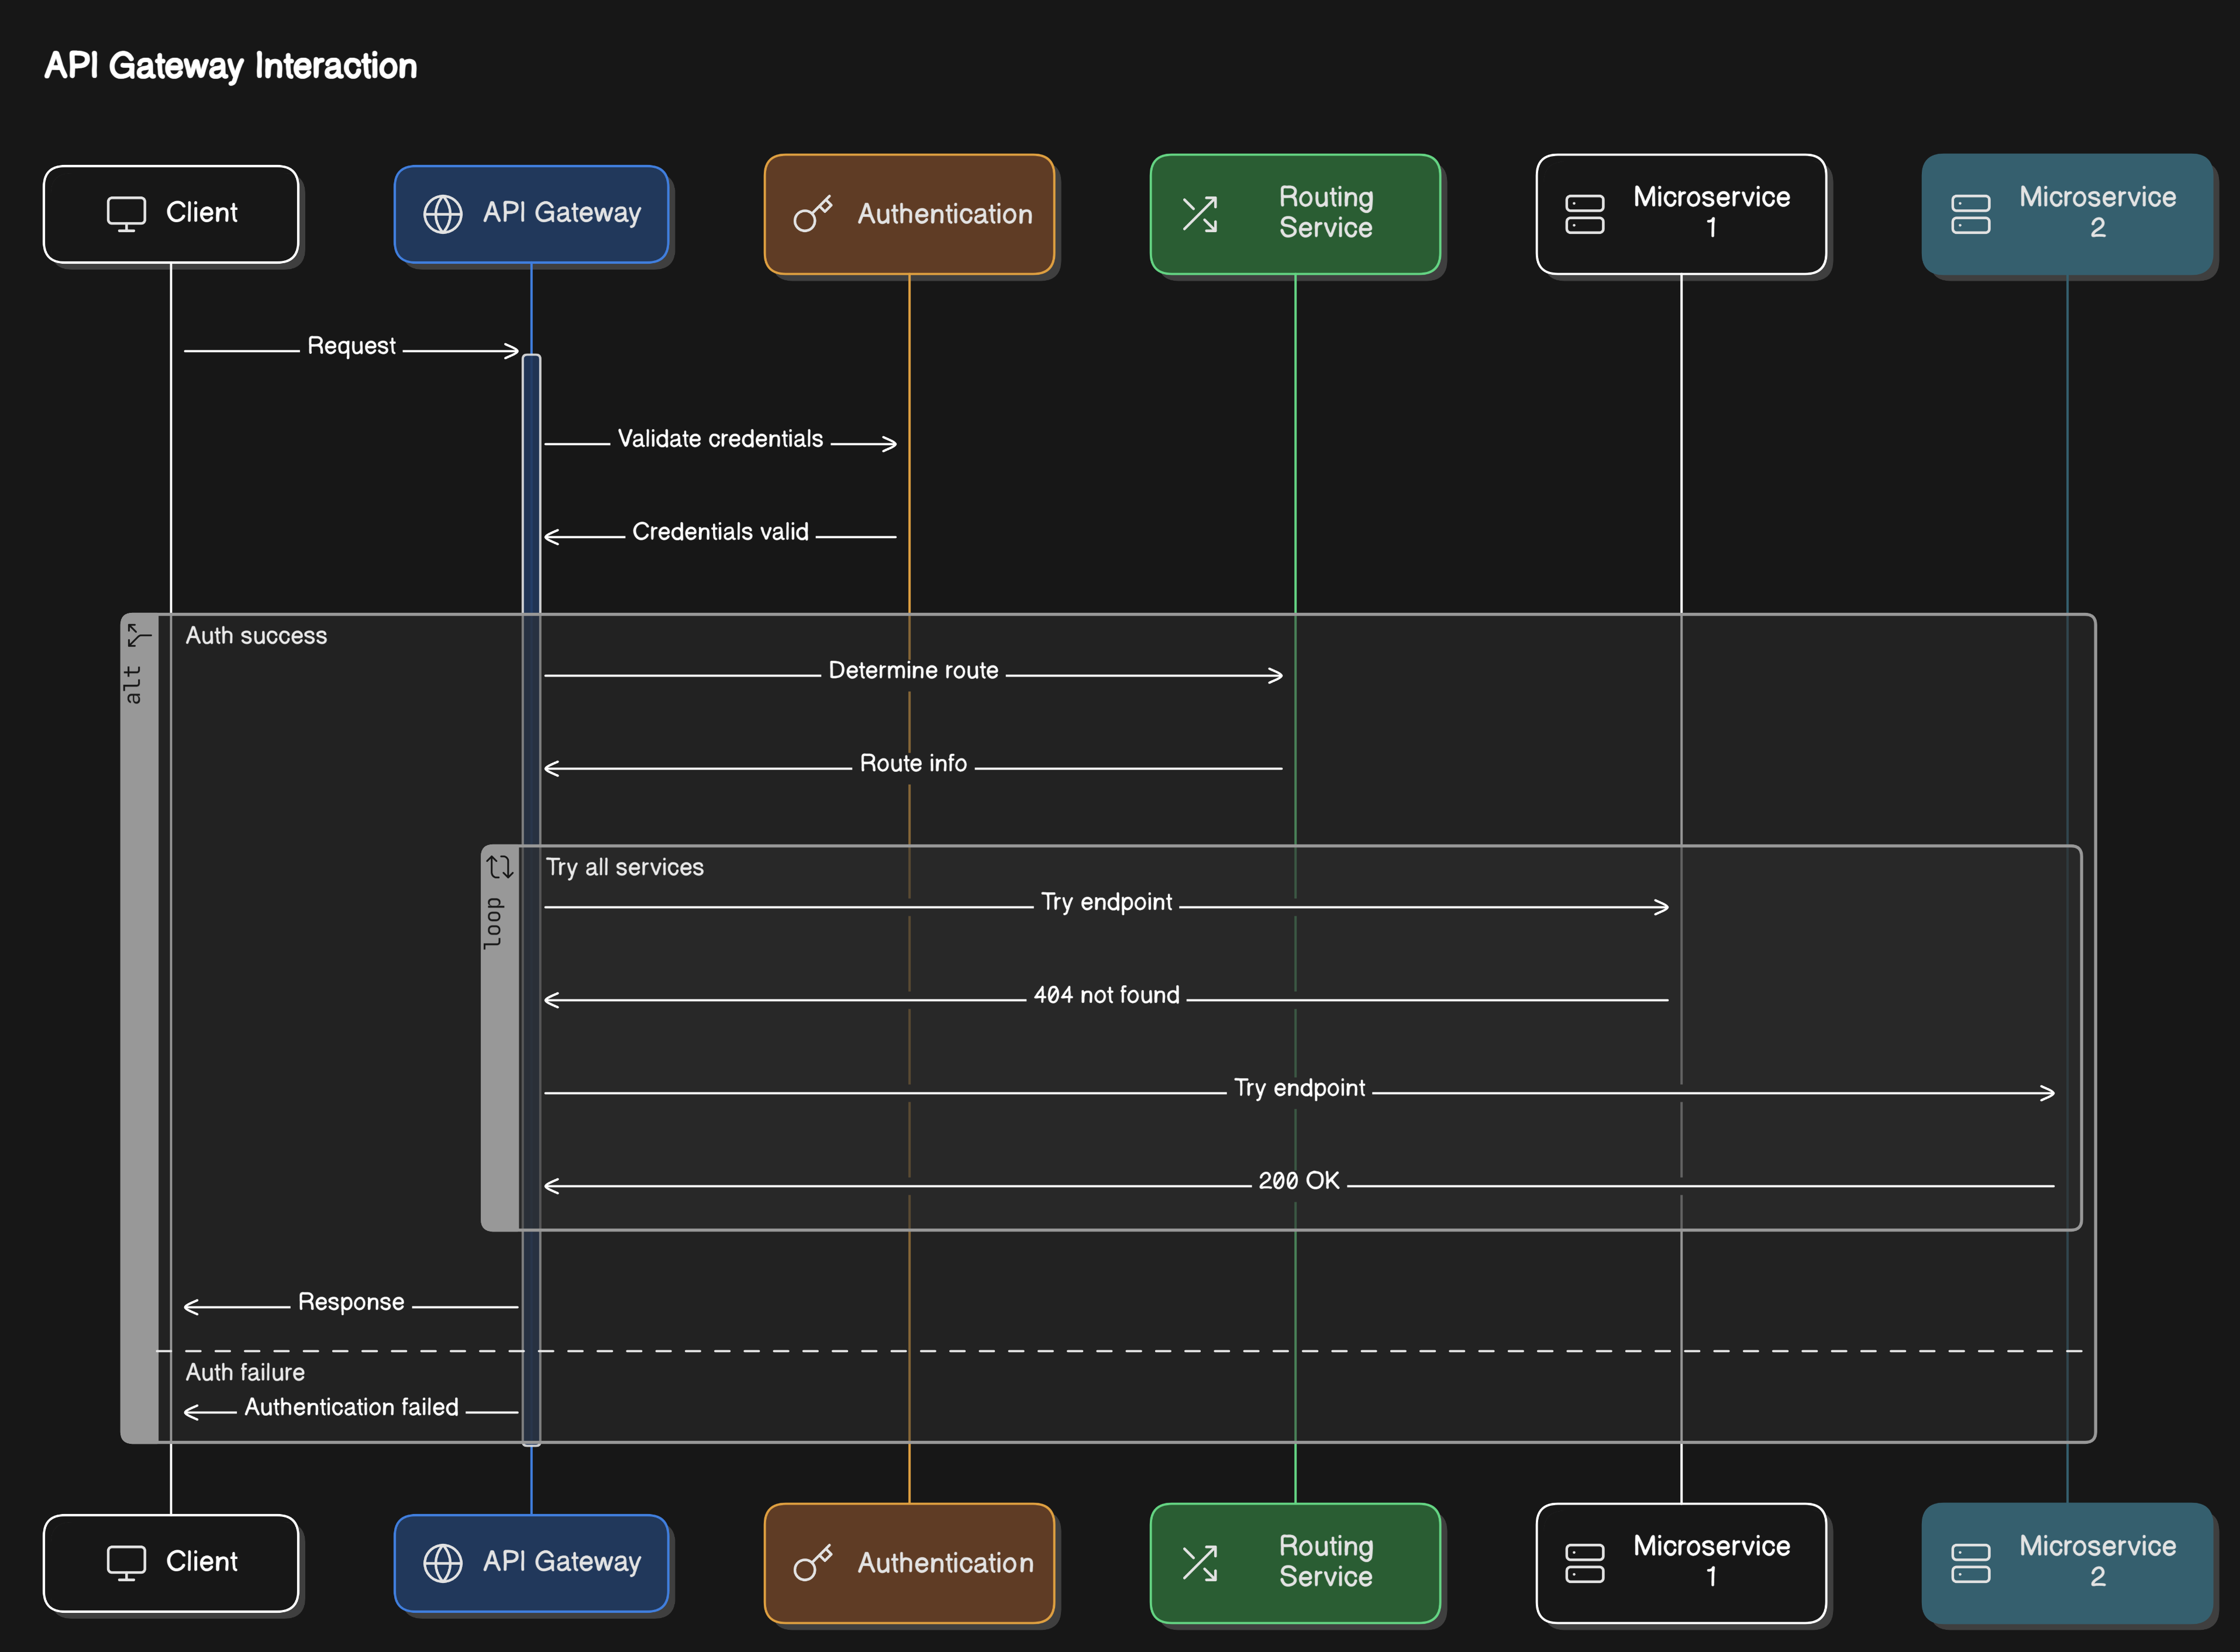 API Gateway Interaction
Client
API Gateway
Authentication
Routing
Service
Microservice
1
Microservice
2
Request
Validate credentials
Credentials valid
alt
Auth success
Determine route
Route info
loop
Try all services
Try endpoint
404 not found
Try endpoint
200 OK
Response
Auth failure
Authentication failed
Client
API Gateway
Authentication
Routing
Service
Microservice
1
Microservice
2